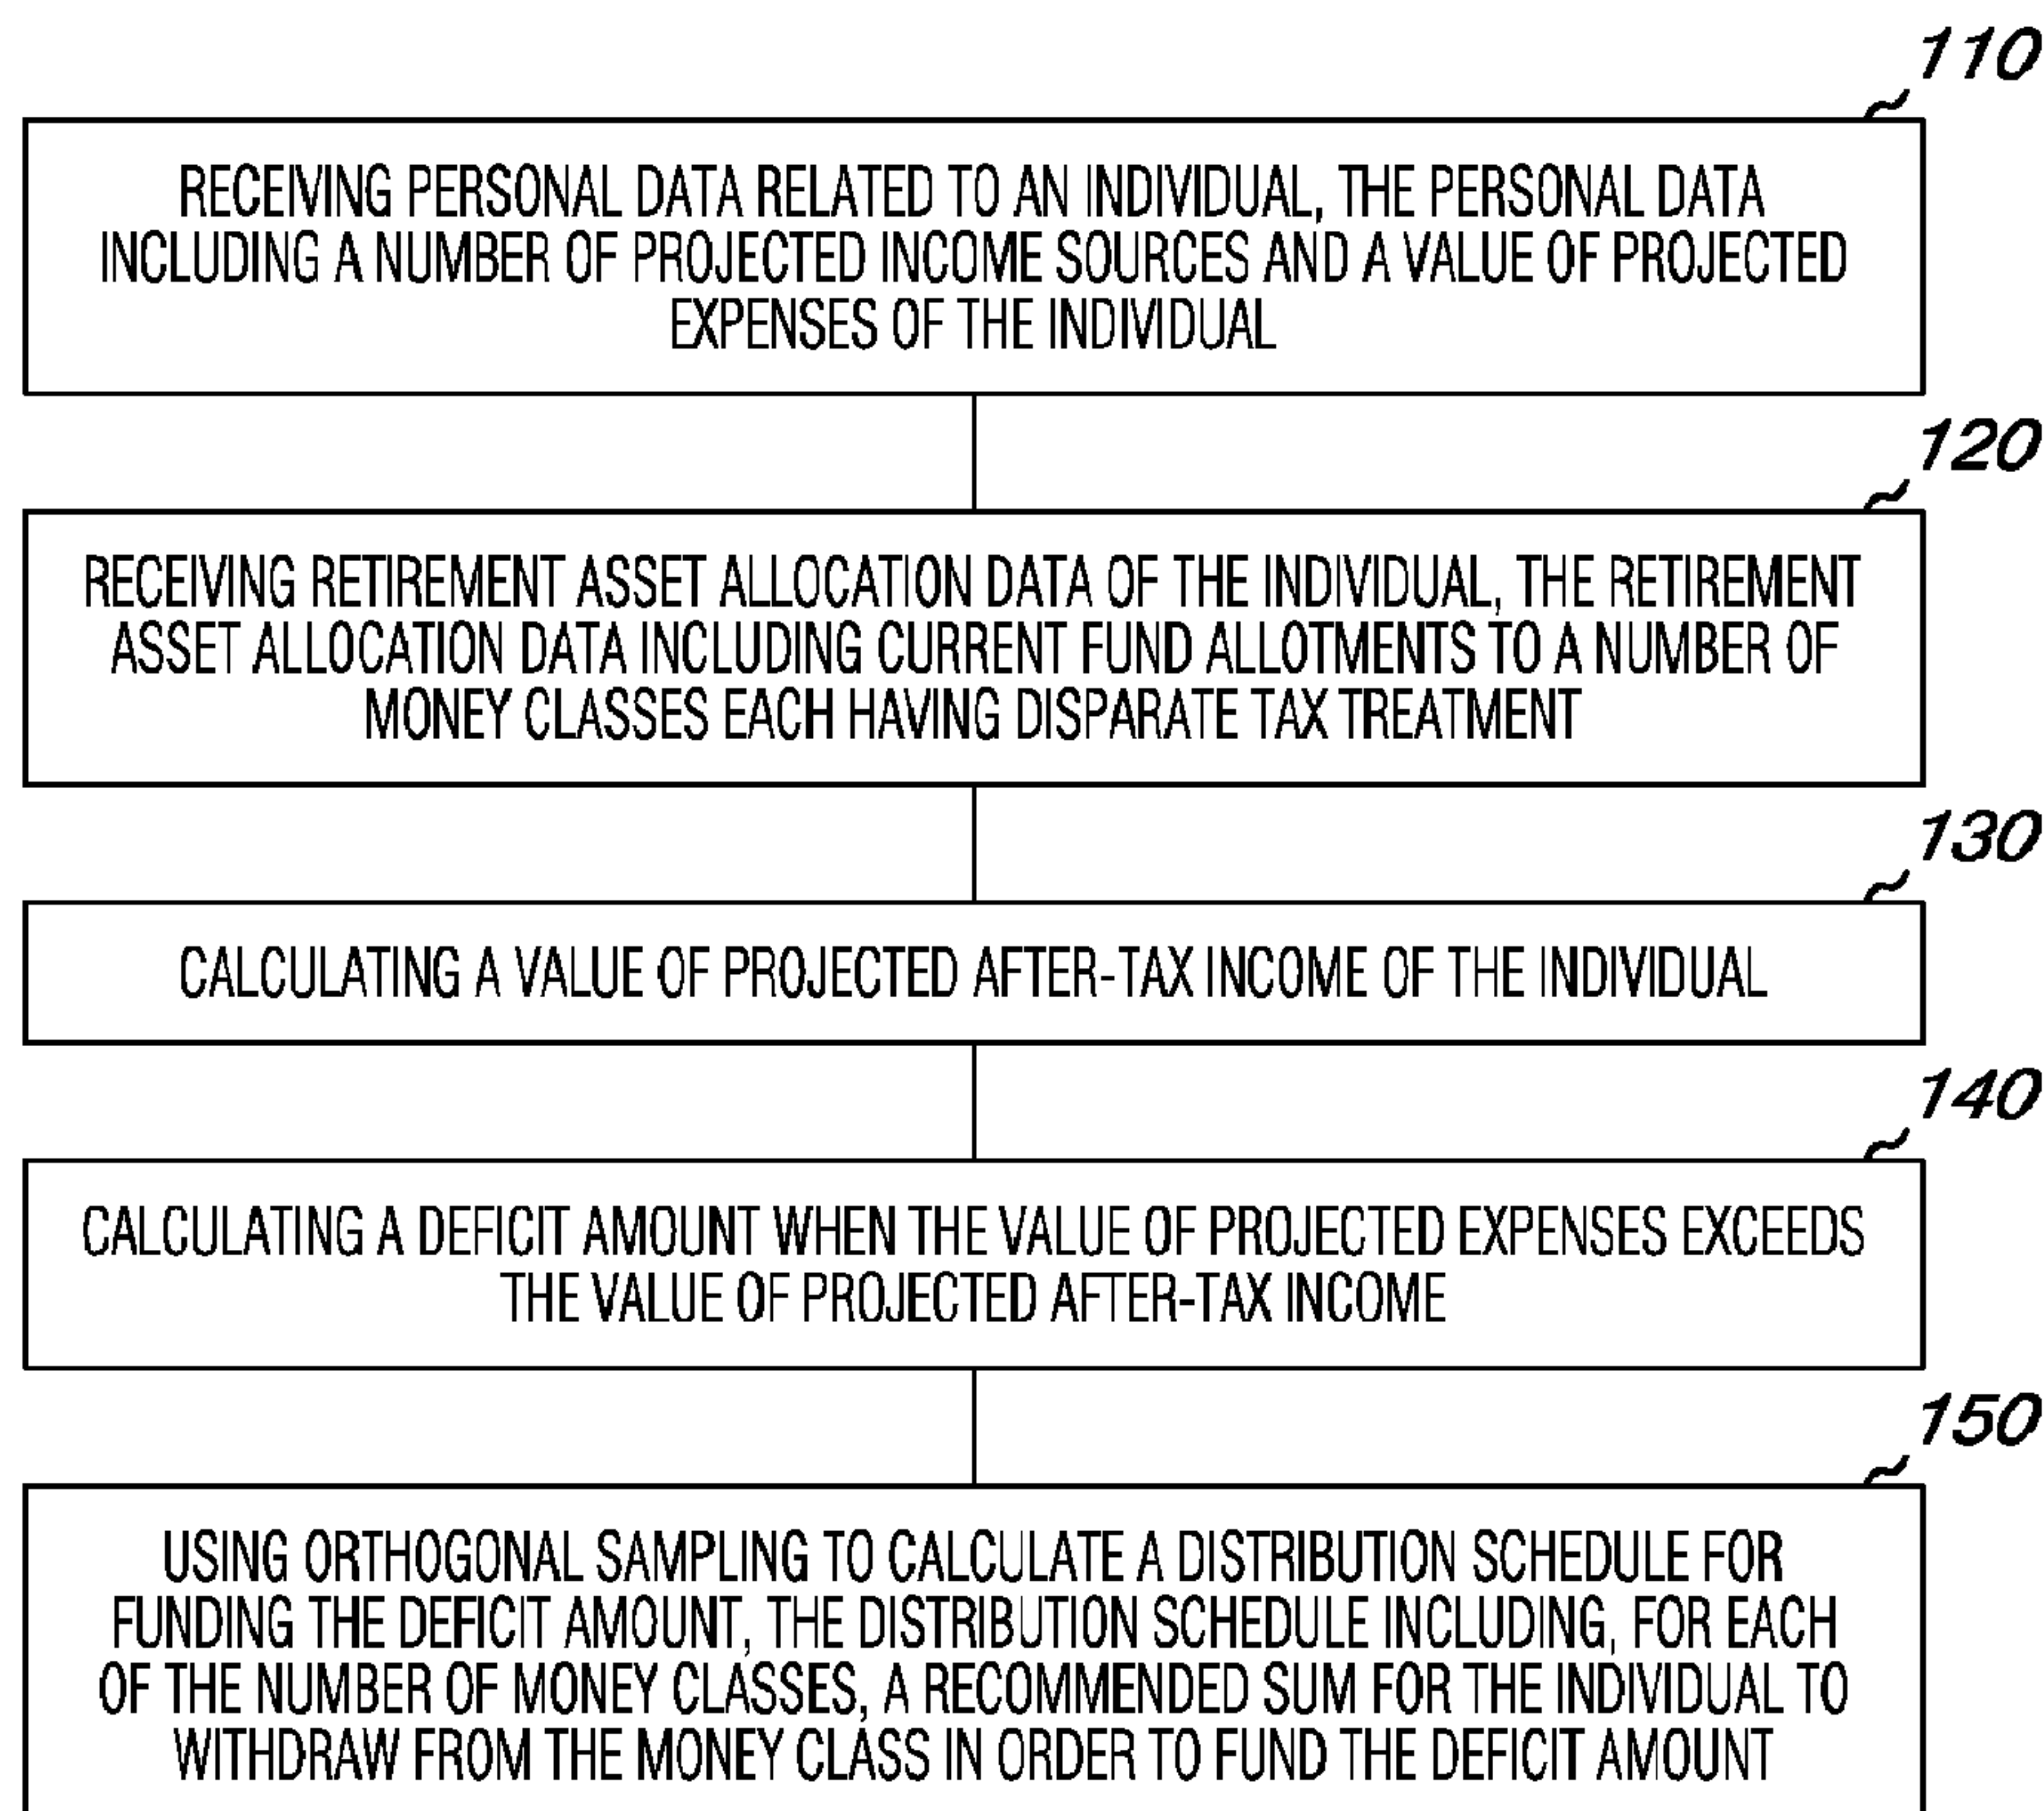 110
RECEIVING PERSONAL DATA RELATED TO AN INDIVIDUAL, THE PERSONAL DATA
INCLUDING A NUMBER OF PROJECTED INCOME SOURCES AND A VALUE OF PROJECTED
EXPENSES OF THE INDIVIDUAL
120
RECEIVING RETIREMENT ASSET ALLOCATION DATA OF THE INDIVIDUAL, THE RETIREMENT
ASSET ALLOCATION DATA INCLUDING CURRENT FUND ALLOTMENTS TO A NUMBER OF
MONEY CLASSES EACH HAVING DISPARATE TAX TREATMENT
130
CALCULATING A VALUE OF PROJECTED AFTER-TAX INCOME OF THE INDIVIDUAL
140
CALCULATING A DEFICIT AMOUNT WHEN THE VALUE OF PROJECTED EXPENSES EXCEEDS
THE VALUE OF PROJECTED AFTER-TAX INCOME
150
USING ORTHOGONAL SAMPLING TO CALCULATE A DISTRIBUTION SCHEDULE FOR
FUNDING THE DEFICIT AMOUNT, THE DISTRIBUTION SCHEDULE INCLUDING, FOR EACH
OF THE NUMBER OF MONEY CLASSES, A RECOMMENDED SUM FOR THE INDIVIDUAL TO
WITHDRAW FROM THE MONEY CLASS IN ORDER TO FUND THE DEFICIT AMOUNT